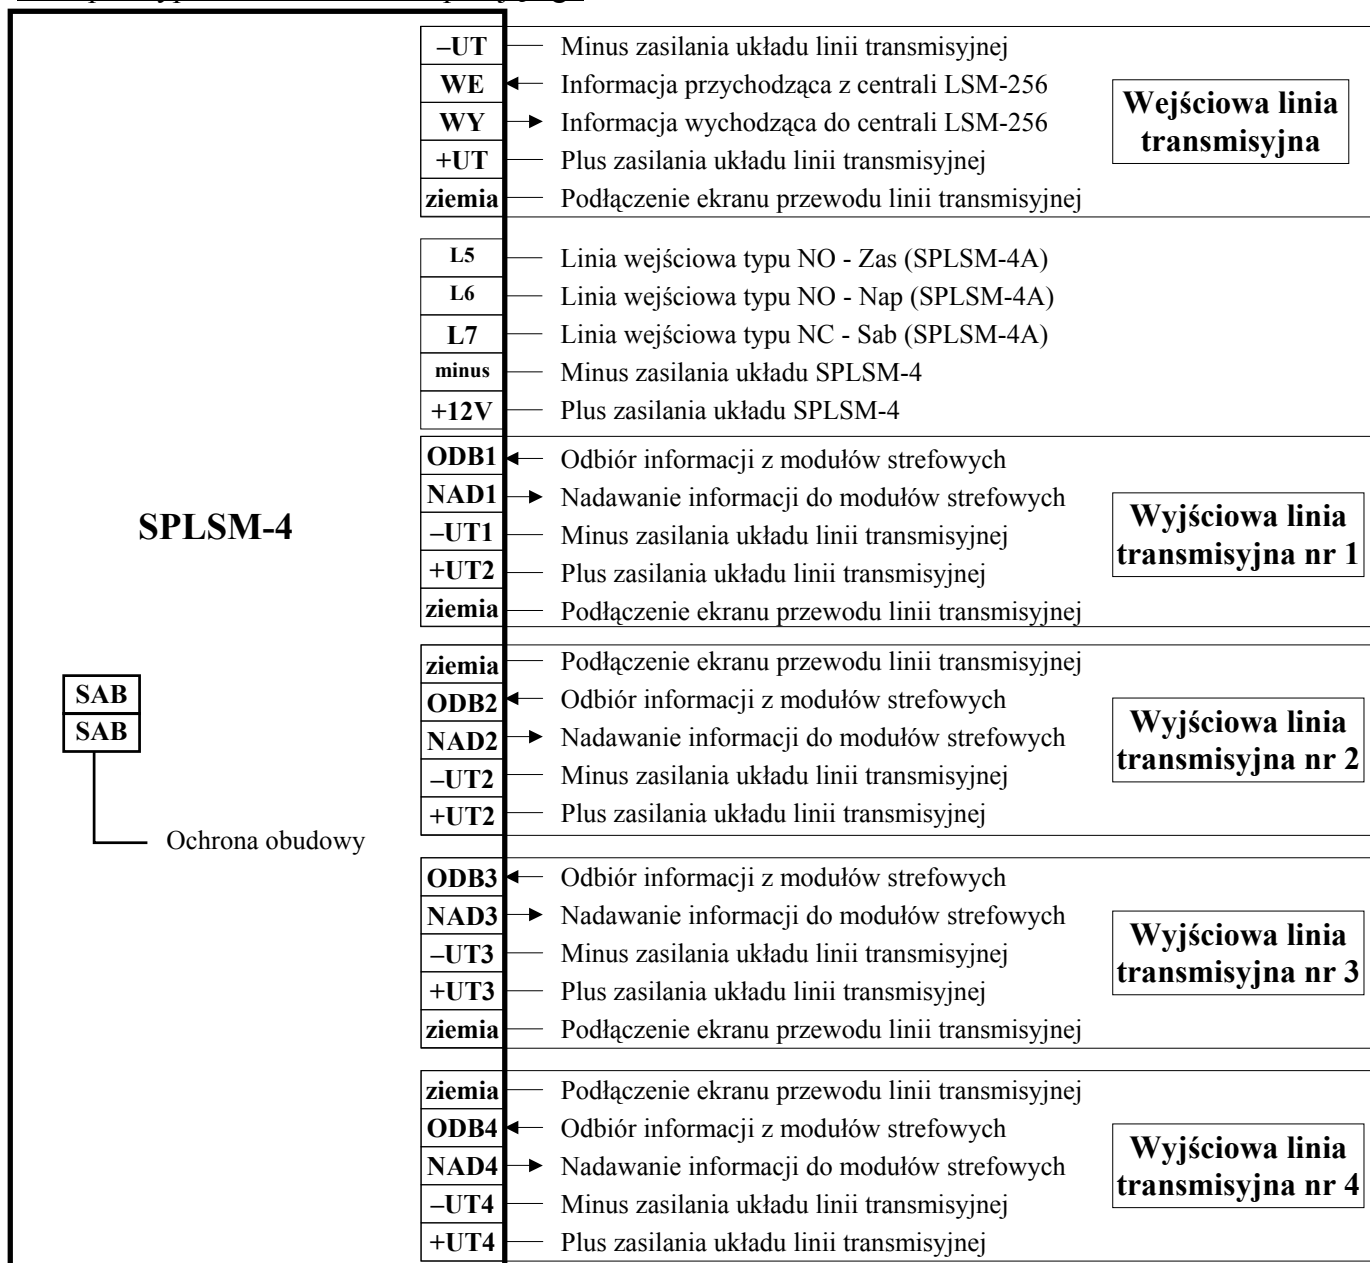 –UT Minus zasilania układu linii transmisyjnej
WE Informacja przychodząca z centrali LSM-256
WY Informacja wychodząca do centrali LSM-256
+UT Plus zasilania układu linii transmisyjnej
ziemia Podłączenie ekranu przewodu linii transmisyjnej
Wejściowa linia
transmisyjna
L5 Linia wejściowa typu NO - Zas (SPLSM-4A)
L6 Linia wejściowa typu NO - Nap (SPLSM-4A)
L7 Linia wejściowa typu NC - Sab (SPLSM-4A)
minus Minus zasilania układu SPLSM-4
+12V Plus zasilania układu SPLSM-4
ODB1 Odbiór informacji z modułów strefowych
NAD1 Nadawanie informacji do modułów strefowych
–UT1 Minus zasilania układu linii transmisyjnej
+UT2 Plus zasilania układu linii transmisyjnej
ziemia Podłączenie ekranu przewodu linii transmisyjnej
Wyjściowa linia
transmisyjna nr 1
SPLSM-4
ziemia Podłączenie ekranu przewodu linii transmisyjnej
ODB2 Odbiór informacji z modułów strefowych
NAD2 Nadawanie informacji do modułów strefowych
–UT2 Minus zasilania układu linii transmisyjnej
+UT2 Plus zasilania układu linii transmisyjnej
Wyjściowa linia
transmisyjna nr 2
SAB
SAB
Ochrona obudowy
ODB3 Odbiór informacji z modułów strefowych
NAD3 Nadawanie informacji do modułów strefowych
–UT3 Minus zasilania układu linii transmisyjnej
+UT3 Plus zasilania układu linii transmisyjnej
ziemia Podłączenie ekranu przewodu linii transmisyjnej
Wyjściowa linia
transmisyjna nr 3
ziemia Podłączenie ekranu przewodu linii transmisyjnej
ODB4 Odbiór informacji z modułów strefowych
NAD4 Nadawanie informacji do modułów strefowych
–UT4 Minus zasilania układu linii transmisyjnej
+UT4 Plus zasilania układu linii transmisyjnej
Wyjściowa linia
transmisyjna nr 4